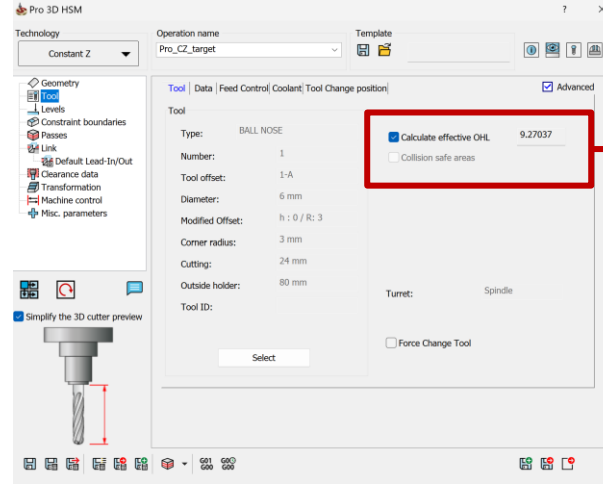 Pro 3D HSM
?
Technology
Operation name
Template
Constant Z
Pro_CZ_target
Geometry
Tool
Levels
Constraint boundaries
Passes
Link
Default Lead-In/Out
Clearance data
Transformation
Machine control
Misc. parameters
Simplify the 3D cutter preview
Tool Data Feed Control Coolant Tool Change position
Advanced
Tool
Type: BALL NOSE
Number: 1
Tool offset: 1-A
Diameter: 6 mm
Modified Offset: h : 0 / R: 3
Corner radius: 3 mm
Cutting: 24 mm
Outside holder: 80 mm
Tool ID:
Select
Calculate effective OHL 9.27037
Collision safe areas
Turret: Spindle
Force Change Tool
G01 G00
G00 G00